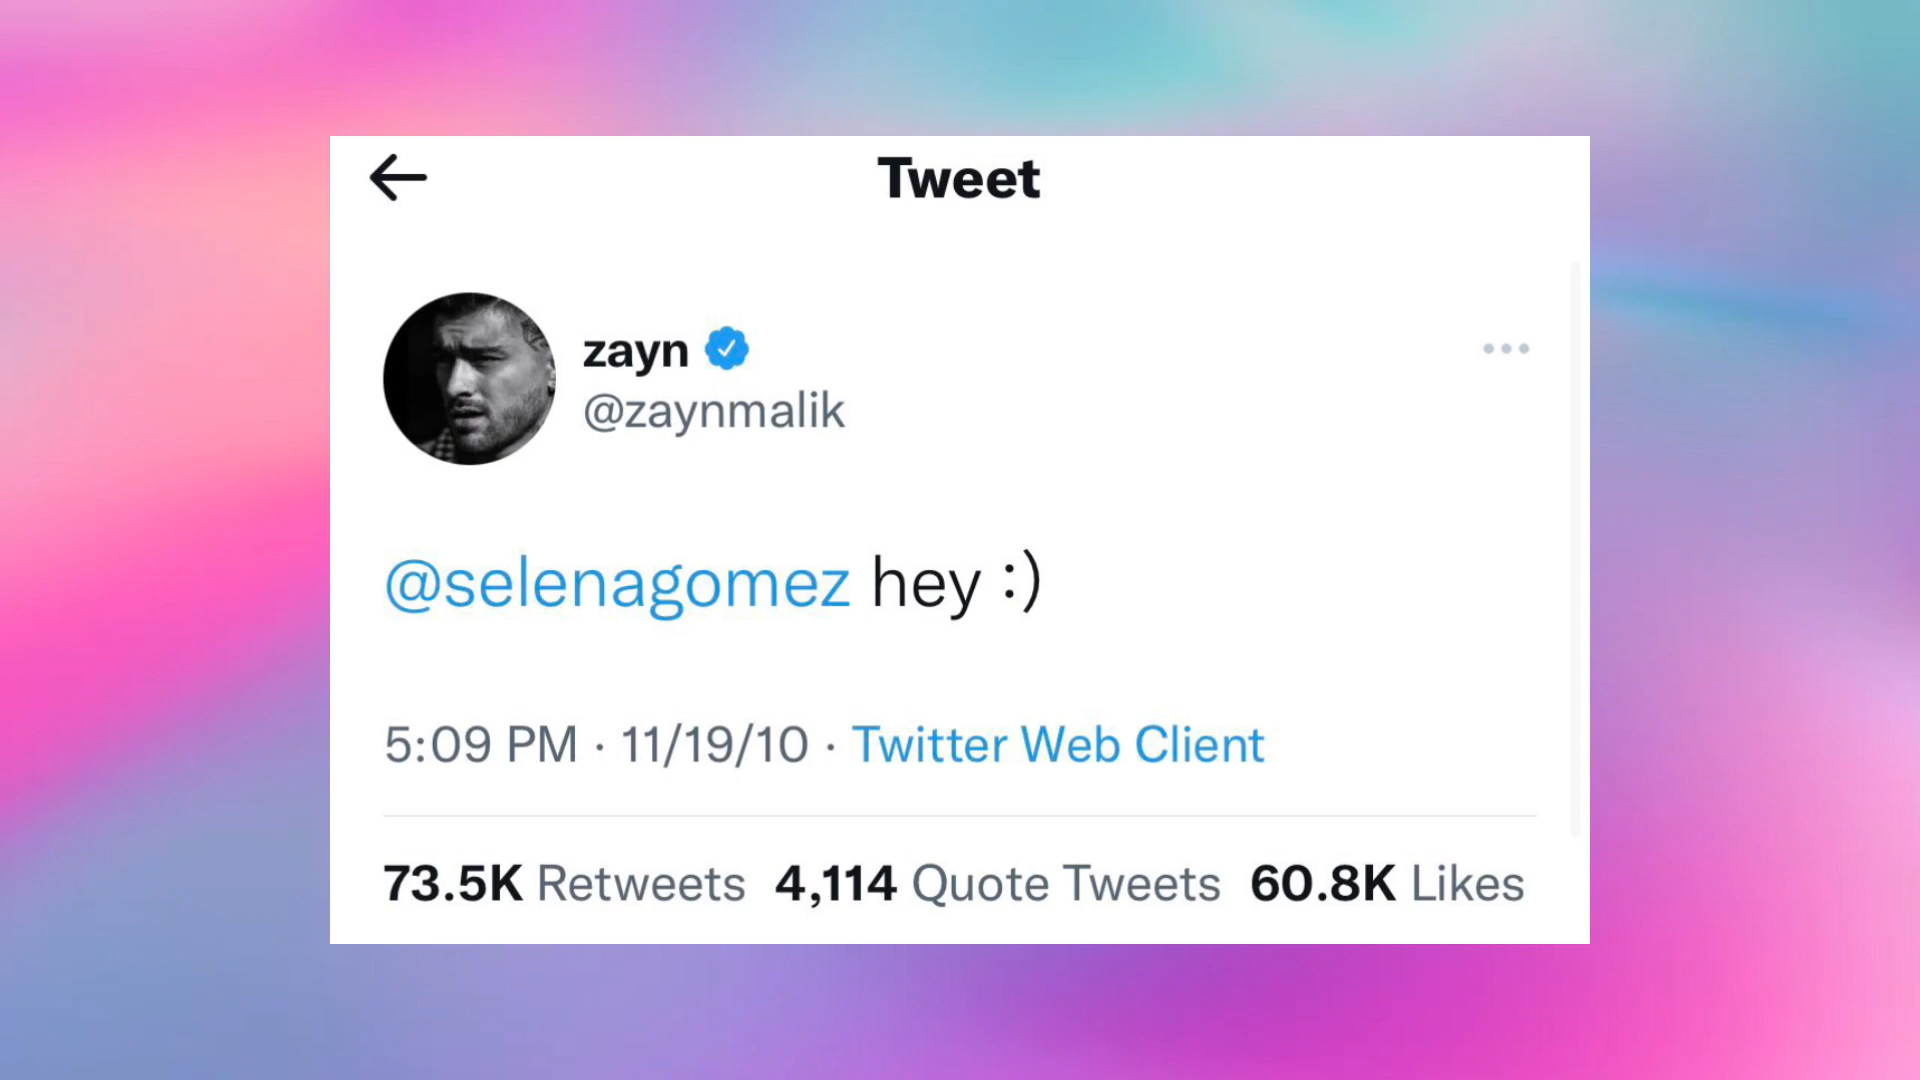 Tweet
zayn
@zaynmalik
@selenagomez hey :)
5:09 PM · 11/19/10 · Twitter Web Client
73.5K Retweets 4,114 Quote Tweets 60.8K Likes